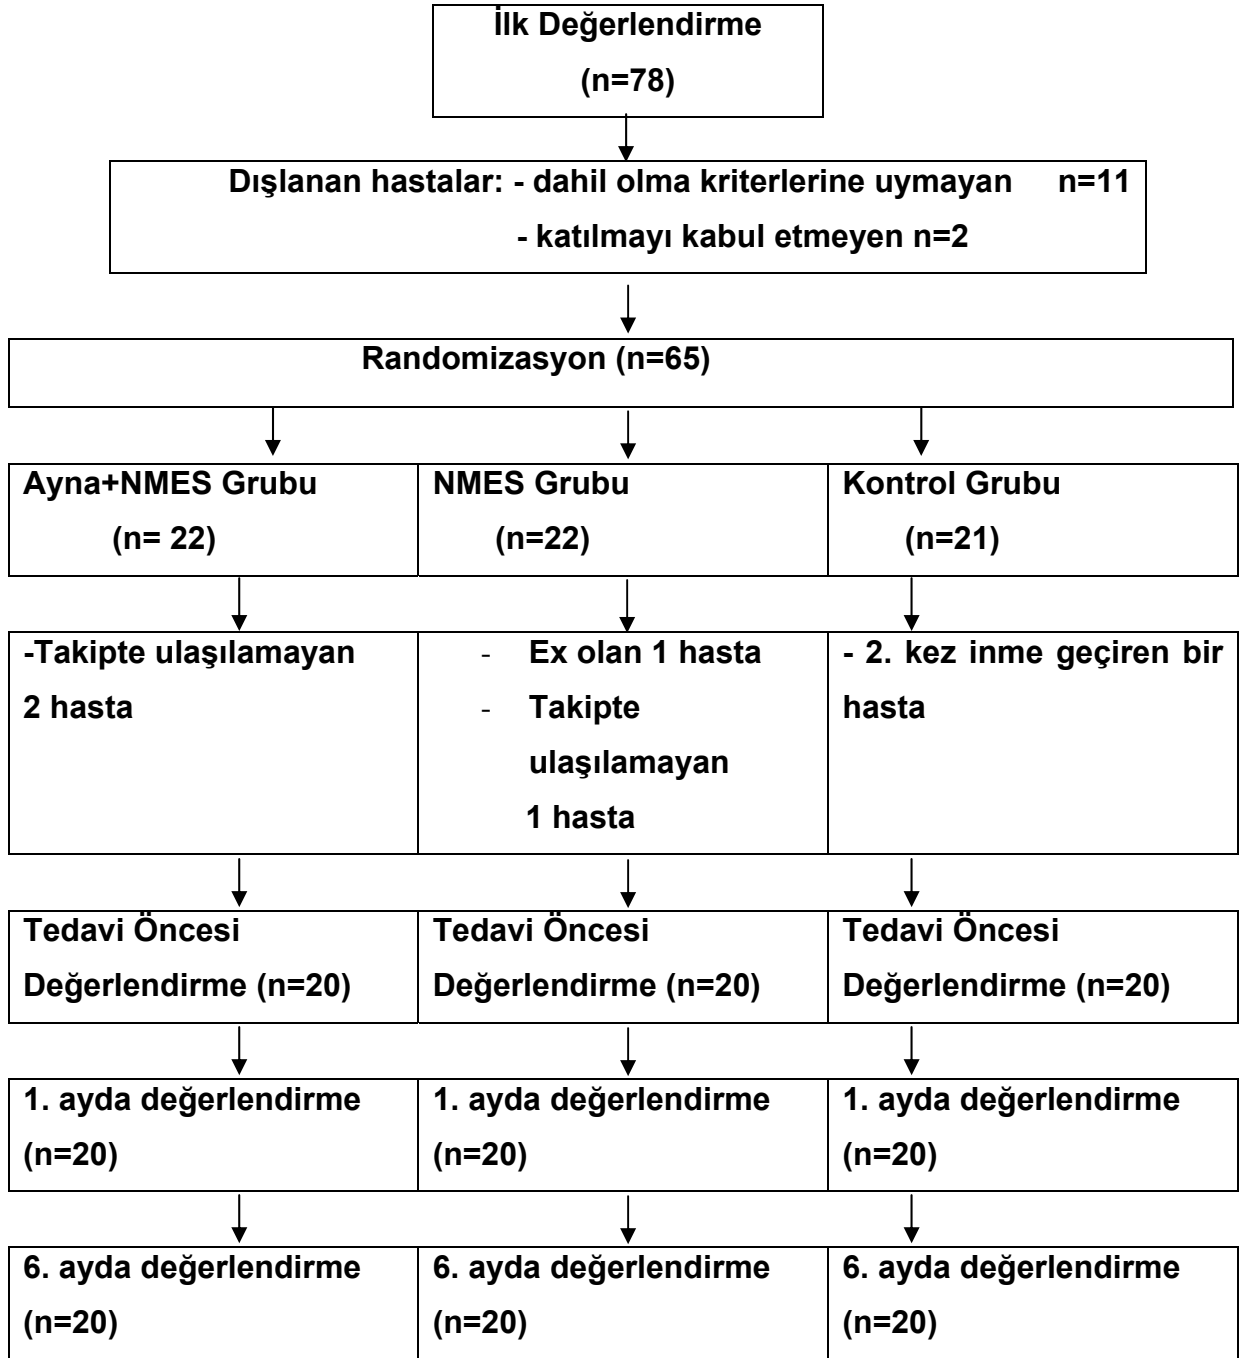 İlk Değerlendirme
(n=78)
Dışlanan hastalar: - dahil olma kriterlerine uymayan n=11
- katılmayı kabul etmeyen n=2
Randomizasyon (n=65)
Ayna+NMES Grubu
(n= 22)
NMES Grubu
(n=22)
Kontrol Grubu
(n=21)
-Takipte ulaşılamayan
2 hasta
- Ex olan 1 hasta
- Takipte
ulaşılamayan
1 hasta
- 2. kez inme geçiren bir
hasta
Tedavi Öncesi
Değerlendirme (n=20)
Tedavi Öncesi
Değerlendirme (n=20)
Tedavi Öncesi
Değerlendirme (n=20)
1. ayda değerlendirme
(n=20)
1. ayda değerlendirme
(n=20)
1. ayda değerlendirme
(n=20)
6. ayda değerlendirme
(n=20)
6. ayda değerlendirme
(n=20)
6. ayda değerlendirme
(n=20)